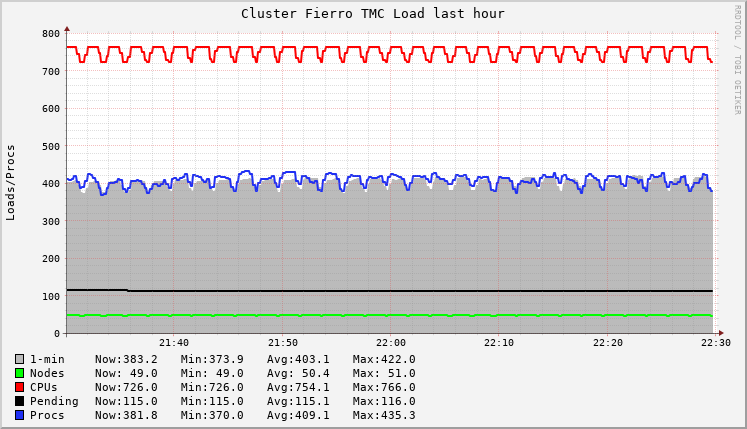 Cluster Fierro TMC Load last hour
RRDTOOL / TOBI OETIKER
Loads/Procs
800
700
600
500
400
300
200
100
0
21:40 21:50 22:00 22:10 22:20 22:30
1-min Now:383.2 Min:373.9 Avg:403.1 Max:422.0
Nodes Now: 49.0 Min: 49.0 Avg: 50.4 Max: 51.0
CPUs Now:726.0 Min:726.0 Avg:754.1 Max:766.0
Pending Now:115.0 Min:115.0 Avg:115.1 Max:116.0
Procs Now:381.8 Min:370.0 Avg:409.1 Max:435.3